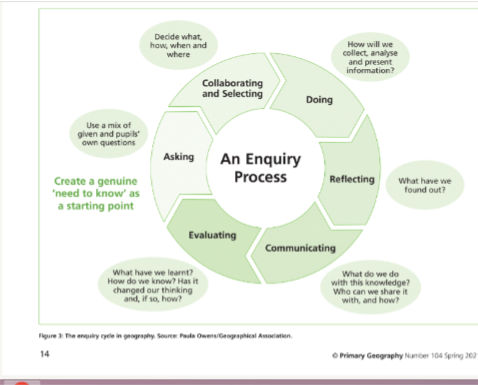 Decide what,
how, when and
where
How will we
collect, analyse
and present
information?
Collaborating
and Selecting
Doing
Use a mix of
given and pupils'
own questions
Asking
An Enquiry
Process
Reflecting
What have we
found out?
Create a genuine
'need to know' as
a starting point
Evaluating
Communicating
What have we learnt?
How do we know? Has it
changed our thinking
and, if so, how?
What do we do
with this knowledge?
Who can we share it
with, and how?
Figure 3: The enquiry cycle in geography. Source: Paula Owens/Geographical Association.
14
© Primary Geography Number 104 Spring 202